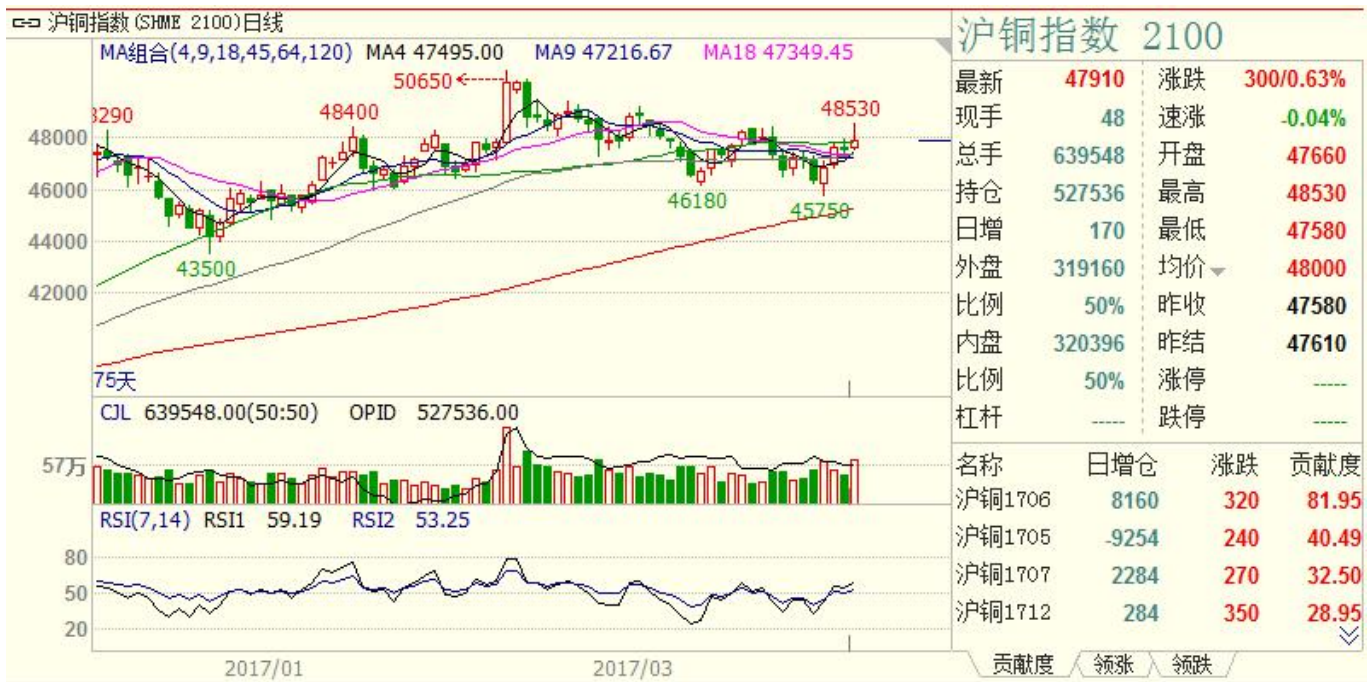 沪铜指数(SHME 2100)日线
MA组合(4,9,18,45,64,120) MA4 47495.00 MA9 47216.67 MA18 47349.45
50650
3290
48400
48530
48000
46000
46180
45750
44000
43500
42000
75天
CJL 639548.00(50:50) OPID 527536.00
57万
RSI(7,14) RSI1 59.19 RSI2 53.25
80
50
20
2017/01 2017/03
沪铜指数 2100
最新 47910 涨跌 300/0.63%
现手 48 速涨 -0.04%
总手 639548 开盘 47660
持仓 527536 最高 48530
日增 170 最低 47580
外盘 319160 均价 48000
比例 50% 昨收 47580
内盘 320396 昨结 47610
比例 50% 涨停 -----
杠杆 ----- 跌停 -----
名称 日增仓 涨跌 贡献度
沪铜1706 8160 320 81.95
沪铜1705 -9254 240 40.49
沪铜1707 2284 270 32.50
沪铜1712 284 350 28.95
贡献度 领涨 领跌